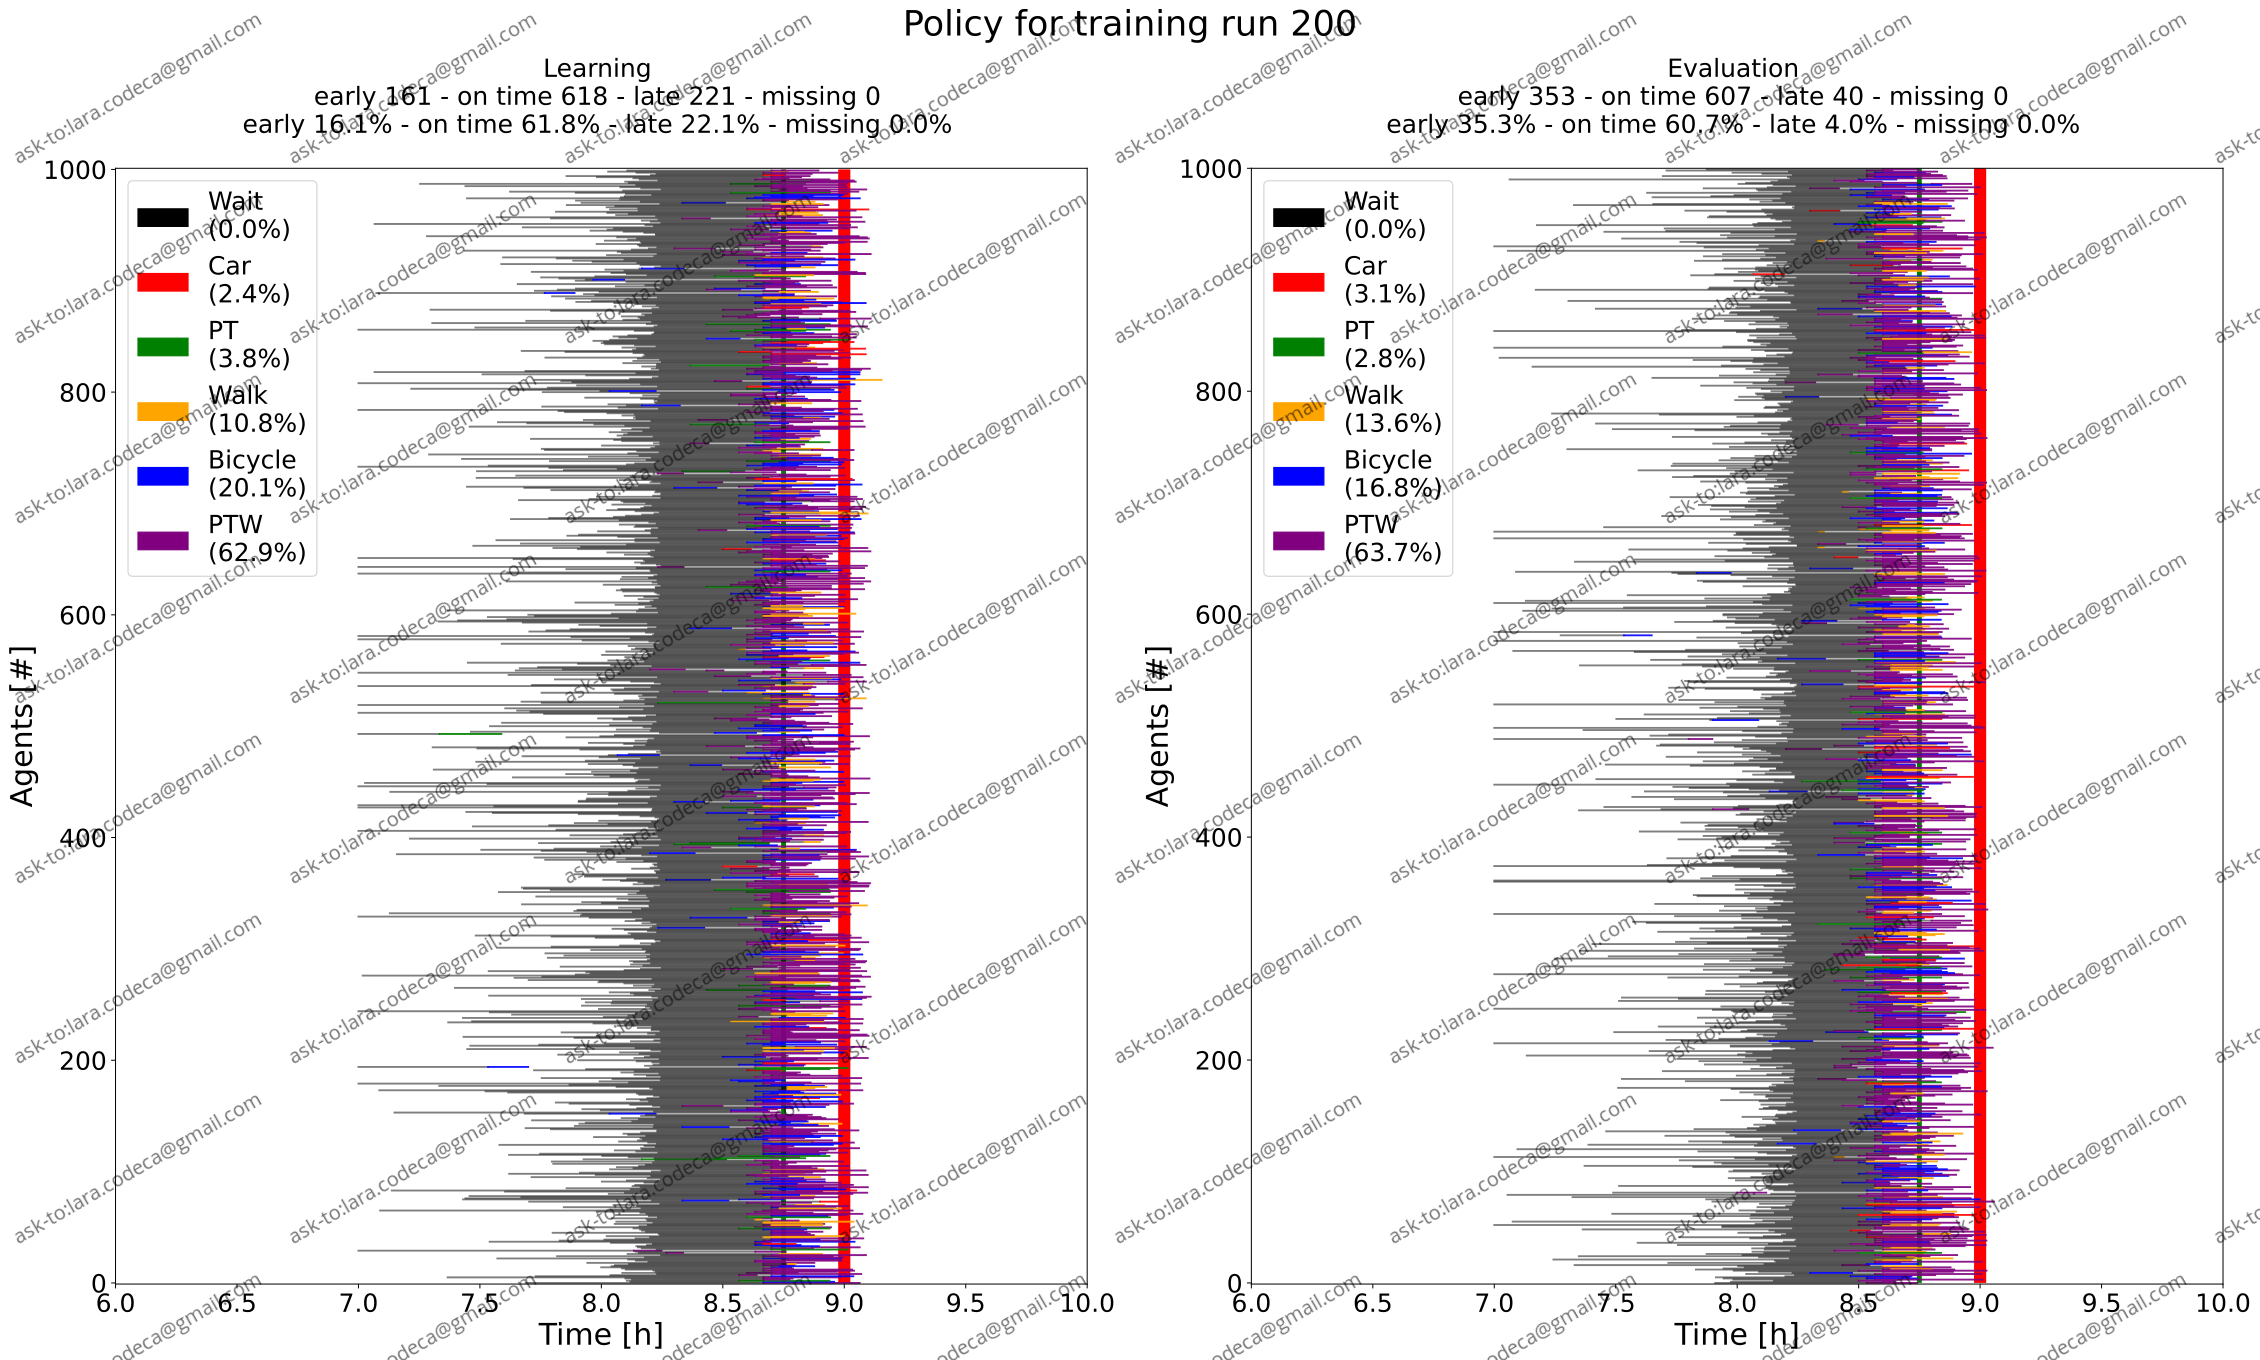 Policy for training run 200
Learning
early 161 - on time 618 - late 221 - missing 0
early 16.1% - on time 61.8% - late 22.1% - missing 0.0%
1000
800
600
400
200
0
Agents [#]
Wait
(0.0%)
Car
(2.4%)
PT
(3.8%)
Walk
(10.8%)
Bicycle
(20.1%)
PTW
(62.9%)
6.0 6.5 7.0 7.5 8.0 8.5 9.0 9.5 10.0
Time [h]
Evaluation
early 353 - on time 607 - late 40 - missing 0
early 35.3% - on time 60.7% - late 4.0% - missing 0.0%
1000
800
600
400
200
0
Agents [#]
Wait
(0.0%)
Car
(3.1%)
PT
(2.8%)
Walk
(13.6%)
Bicycle
(16.8%)
PTW
(63.7%)
6.0 6.5 7.0 7.5 8.0 8.5 9.0 9.5 10.0
Time [h]
ask-to:lara.codeca@gmail.com